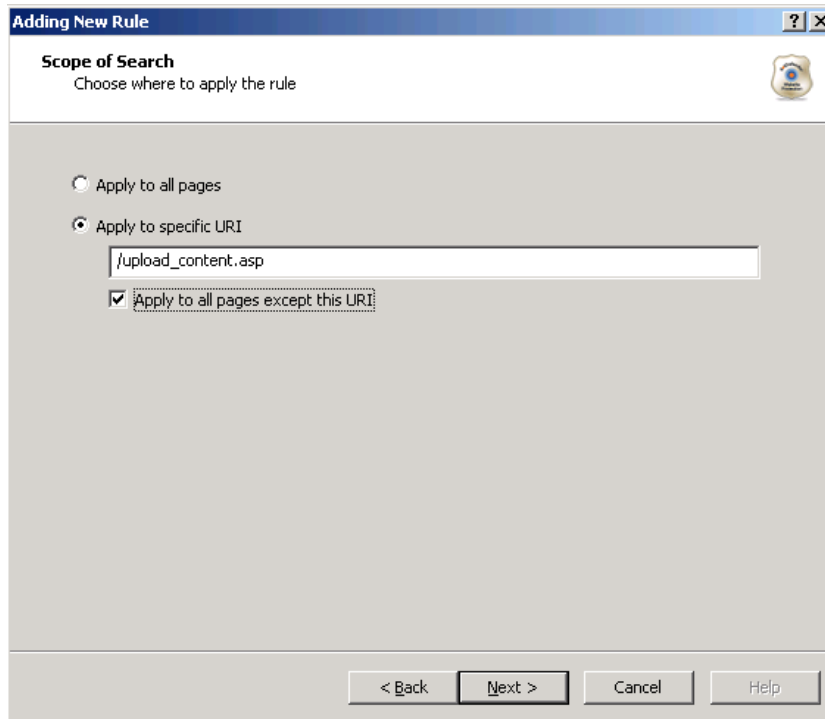 Adding New Rule
Scope of Search
Choose where to apply the rule
Apply to all pages
Apply to specific URI
/upload_content.asp
Apply to all pages except this URI
< Back Next > Cancel Help